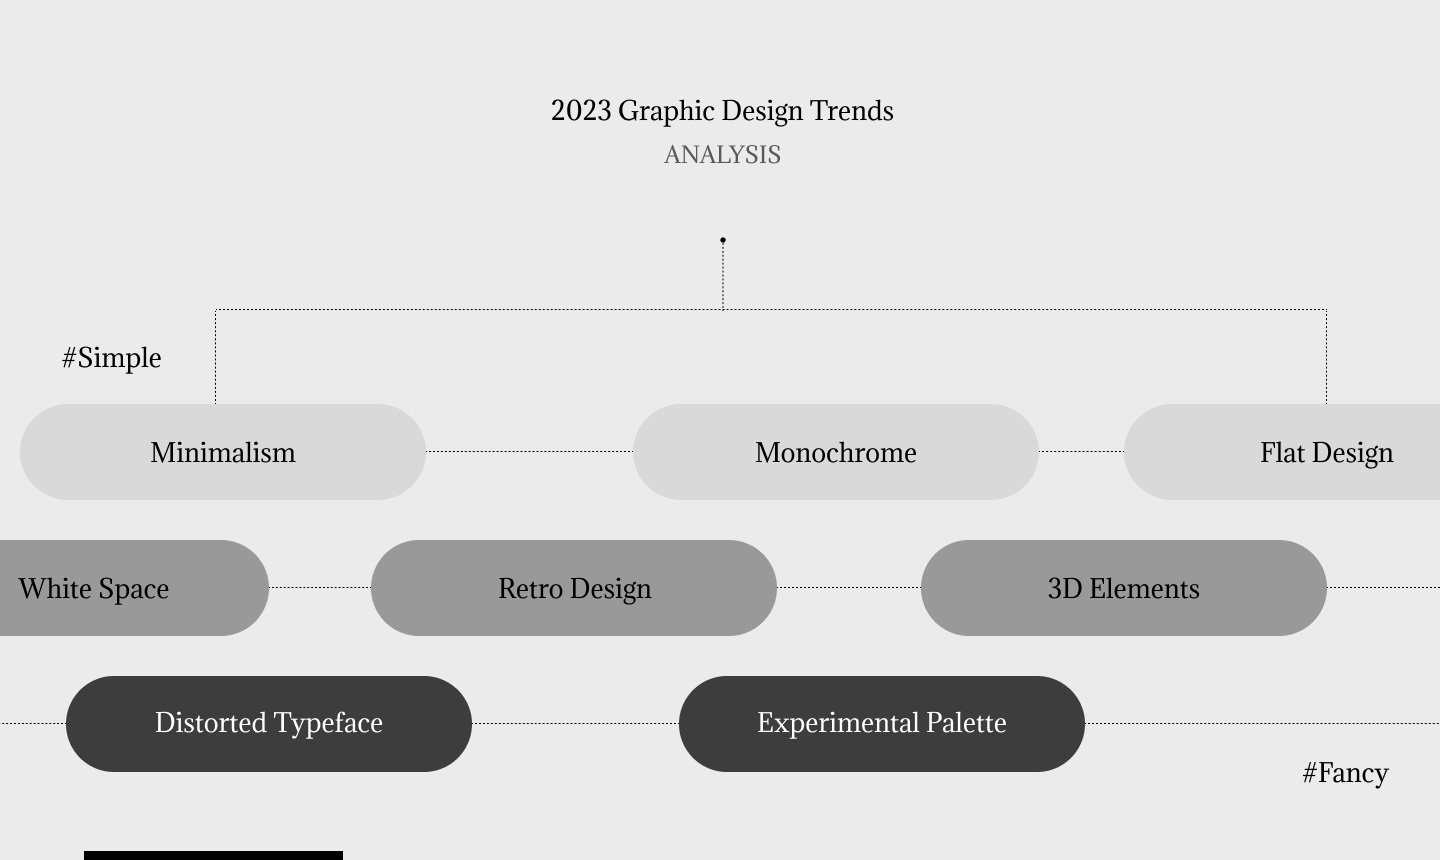 2023 Graphic Design Trends
ANALYSIS
#Simple
Minimalism
Monochrome
Flat Design
White Space
Retro Design
3D Elements
Distorted Typeface
Experimental Palette
#Fancy